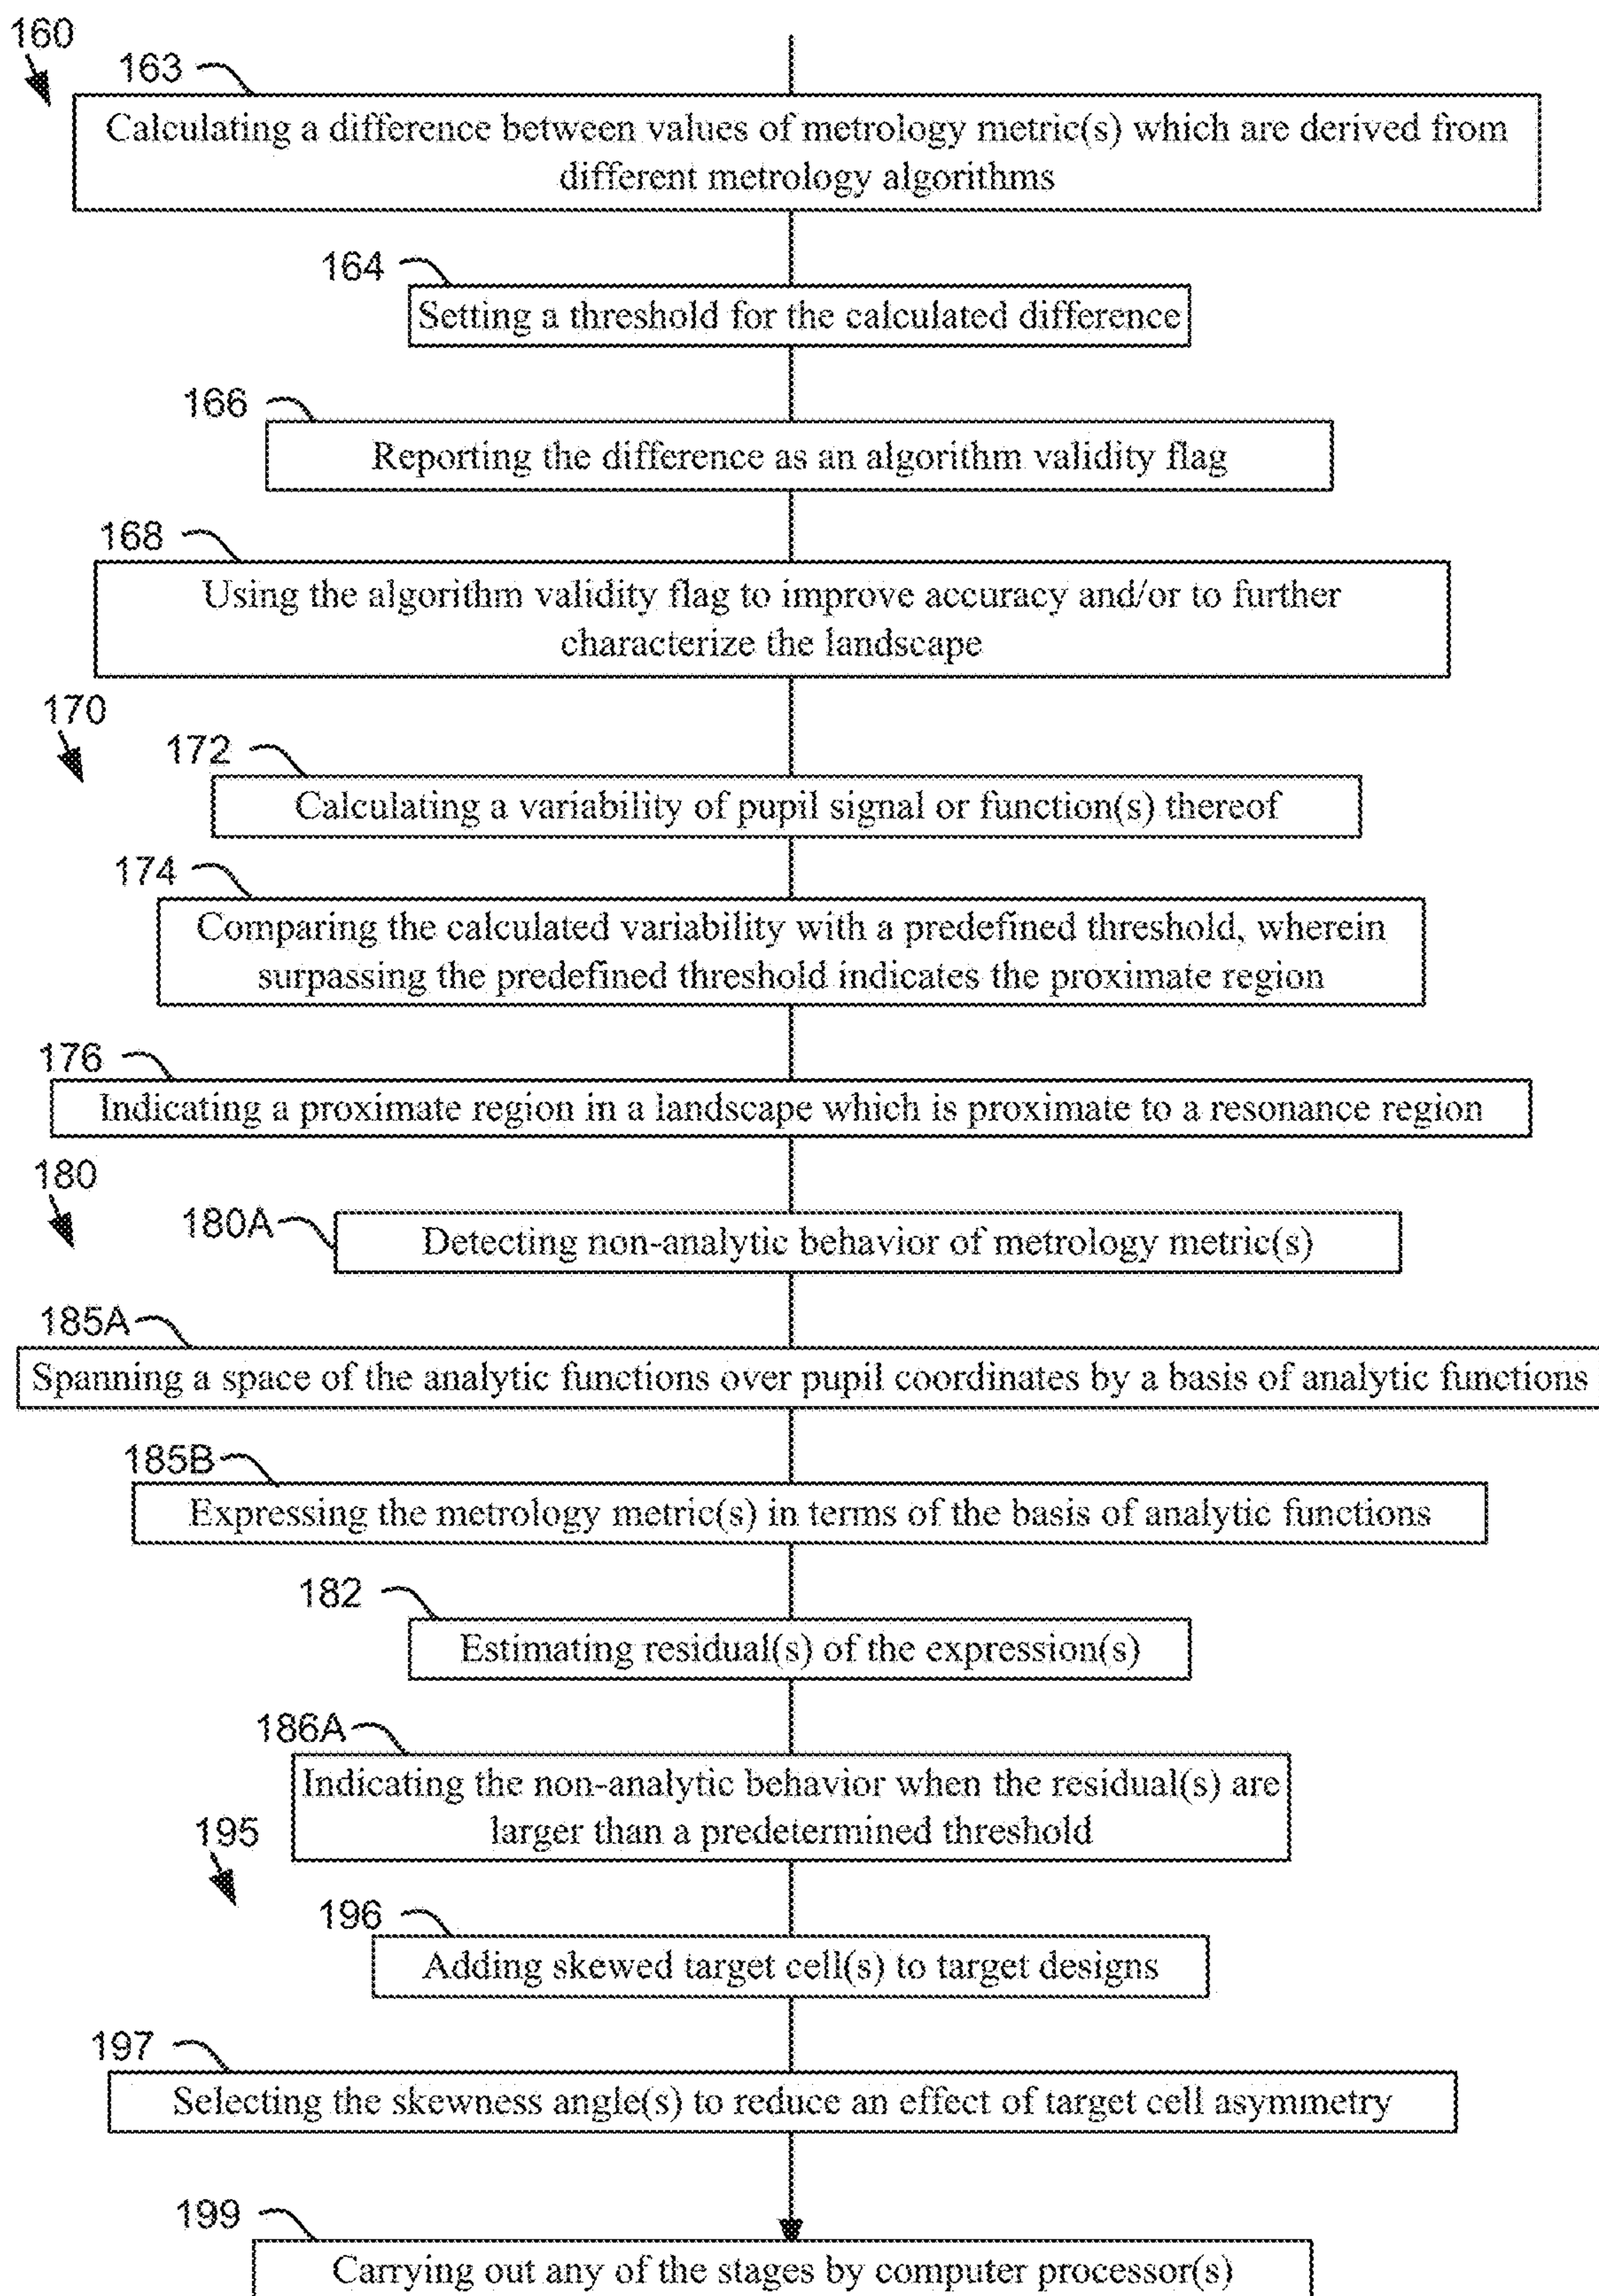 160
163
Calculating a difference between values of metrology metric(s) which are derived from
different metrology algorithms
164
Setting a threshold for the calculated difference
166
Reporting the difference as an algorithm validity flag
168
Using the algorithm validity flag to improve accuracy and/or to further
characterize the landscape
170
172
Calculating a variability of pupil signal or function(s) thereof
174
Comparing the calculated variability with a predefined threshold, wherein
surpassing the predefined threshold indicates the proximate region
176
Indicating a proximate region in a landscape which is proximate to a resonance region
180
180A
Detecting non-analytic behavior of metrology metric(s)
185A
Spanning a space of the analytic functions over pupil coordinates by a basis of analytic functions
185B
Expressing the metrology metric(s) in terms of the basis of analytic functions
182
Estimating residual(s) of the expression(s)
186A
Indicating the non-analytic behavior when the residual(s) are
larger than a predetermined threshold
195
196
Adding skewed target cell(s) to target designs
197
Selecting the skewness angle(s) to reduce an effect of target cell asymmetry
199
Carrying out any of the stages by computer processor(s)